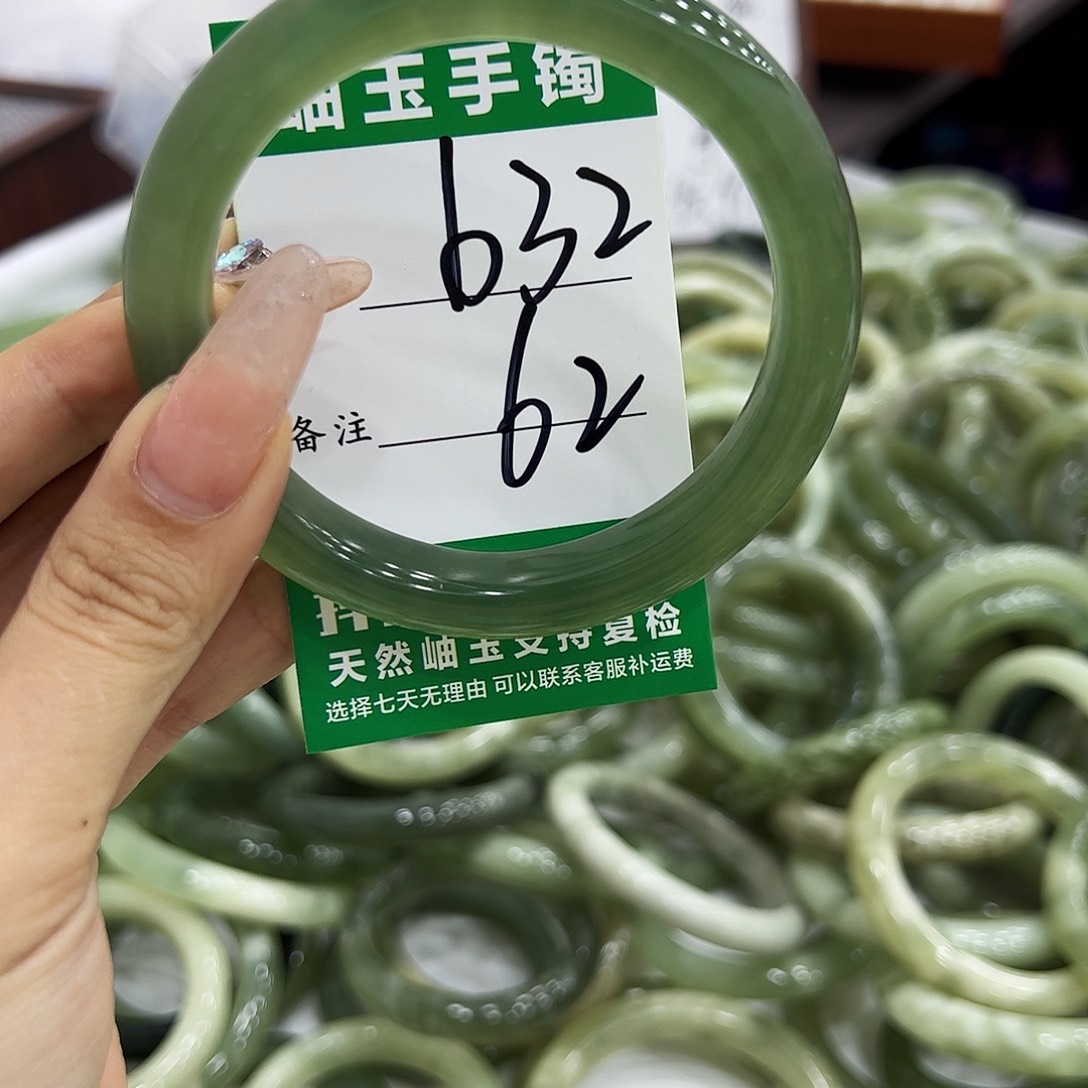 岫玉手镯
632
备注 62
天然岫玉支持复检
选择七天无理由 可以联系客服补运费